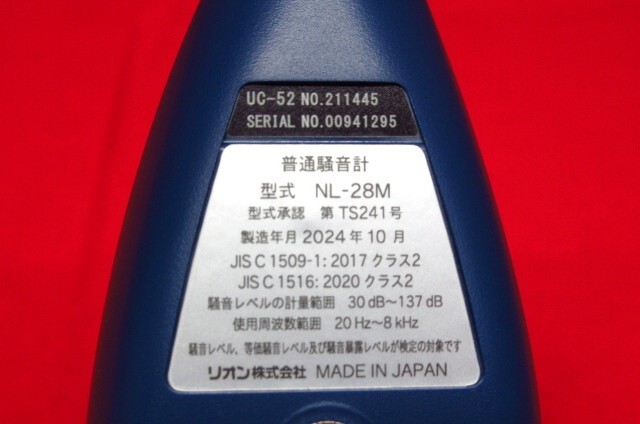 UC-52 NO.211445
SERIAL NO.00941295
普通騒音計
型式 NL-28M
型式承認 第 TS241号
製造年月 2024 年 10 月
JIS C 1509-1: 2017 クラス2
JIS C 1516: 2020 クラス2
騒音レベルの計量範囲 30 dB~137 dB
使用周波数範囲 20 Hz~8 kHz
騒音レベル、等価騒音レベル及び騒音暴露レベルが検定の対象です
リオン株式会社 MADE IN JAPAN